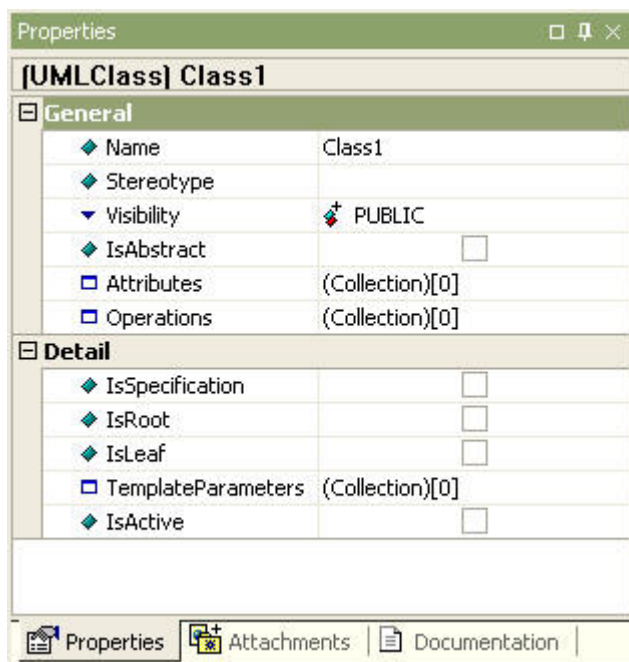 Properties
(UMLClass) Class1
General
Name Class1
Stereotype
Visibility PUBLIC
IsAbstract
Attributes (Collection)[0]
Operations (Collection)[0]
Detail
IsSpecification
IsRoot
IsLeaf
TemplateParameters (Collection)[0]
IsActive
Properties Attachments Documentation